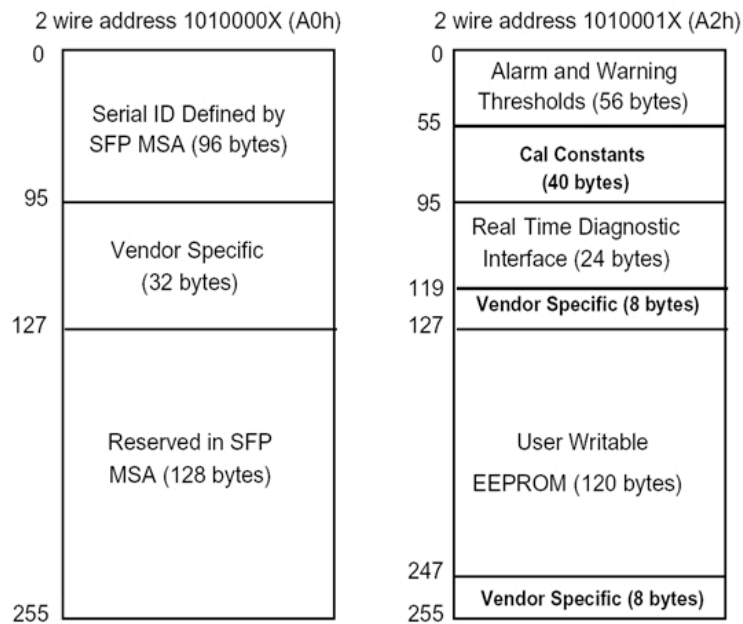 2 wire address 1010000X (A0h)
0
Serial ID Defined by
SFP MSA (96 bytes)
95
Vendor Specific
(32 bytes)
127
Reserved in SFP
MSA (128 bytes)
255
2 wire address 1010001X (A2h)
0
Alarm and Warning
Thresholds (56 bytes)
55
Cal Constants
(40 bytes)
95
Real Time Diagnostic
Interface (24 bytes)
119
Vendor Specific (8 bytes)
127
User Writable
EEPROM (120 bytes)
247
Vendor Specific (8 bytes)
255